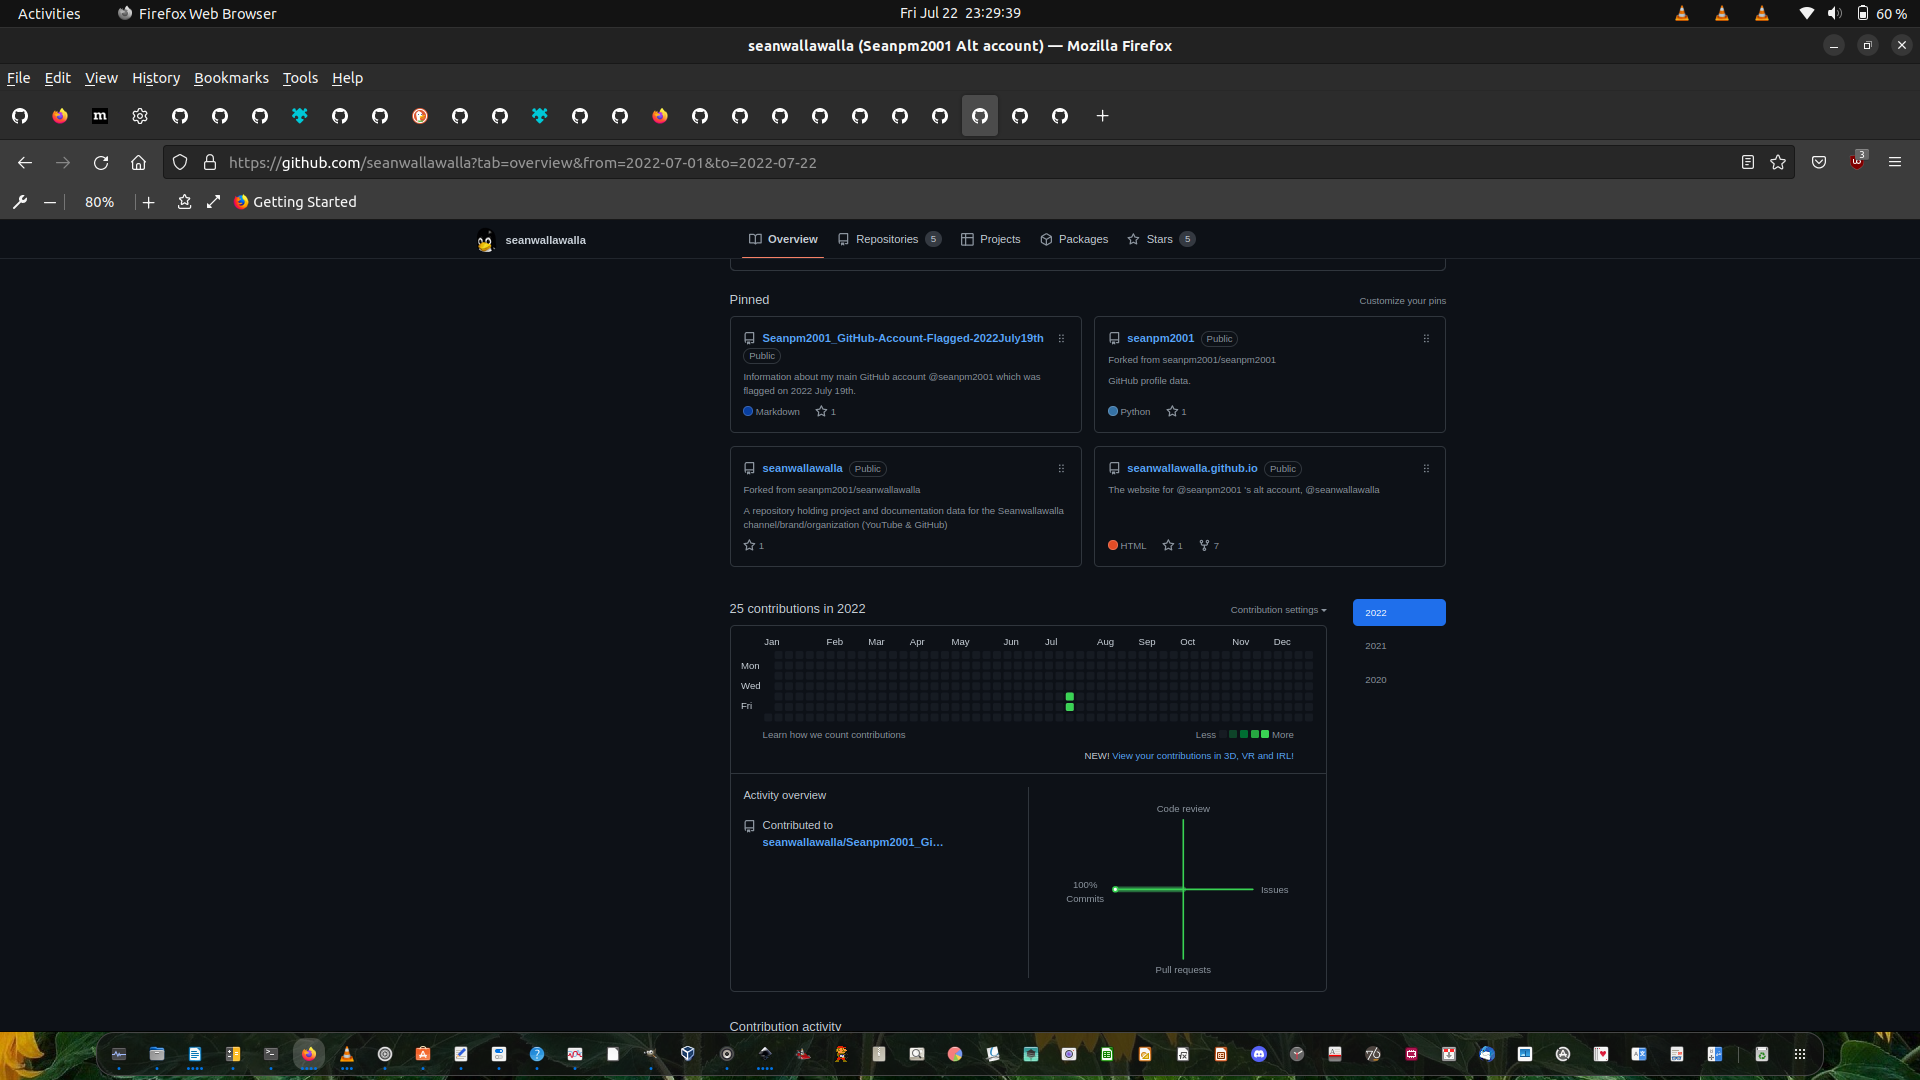 Activities
Firefox Web Browser
Fri Jul 22 23:29:39
60 %
seanwallawalla (Seanpm2001 Alt account) — Mozilla Firefox
File Edit View History Bookmarks Tools Help
https://github.com/seanwallawalla?tab=overview&from=2022-07-01&to=2022-07-22
3
80%
Getting Started
seanwallawalla
Overview
Repositories 5
Projects
Packages
Stars 5
Pinned
Customize your pins
Seanpm2001_GitHub-Account-Flagged-2022July19th
Public
Information about my main GitHub account @seanpm2001 which was
flagged on 2022 July 19th.
Markdown 1
seanpm2001 Public
Forked from seanpm2001/seanpm2001
GitHub profile data.
Python 1
seanwallawalla Public
Forked from seanpm2001/seanwallawalla
A repository holding project and documentation data for the Seanwallawalla
channel/brand/organization (YouTube & GitHub)
1
seanwallawalla.github.io Public
The website for @seanpm2001 's alt account, @seanwallawalla
HTML 1 7
25 contributions in 2022
Contribution settings
2022
2021
2020
Jan Feb Mar Apr May Jun Jul Aug Sep Oct Nov Dec
Mon
Wed
Fri
Learn how we count contributions
Less More
NEW! View your contributions in 3D, VR and IRL!
Activity overview
Contributed to
seanwallawalla/Seanpm2001_Gi…
Code review
100%
Commits
Issues
Pull requests
Contribution activity